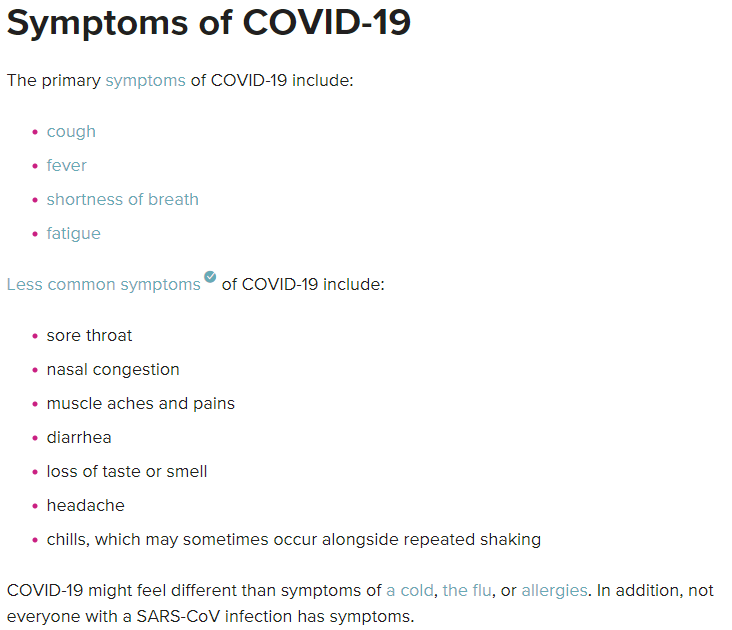 Symptoms of COVID-19
The primary symptoms of COVID-19 include:
• cough
• fever
• shortness of breath
• fatigue
Less common symptoms of COVID-19 include:
• sore throat
• nasal congestion
• muscle aches and pains
• diarrhea
• loss of taste or smell
• headache
• chills, which may sometimes occur alongside repeated shaking
COVID-19 might feel different than symptoms of a cold, the flu, or allergies. In addition, not
everyone with a SARS-CoV infection has symptoms.